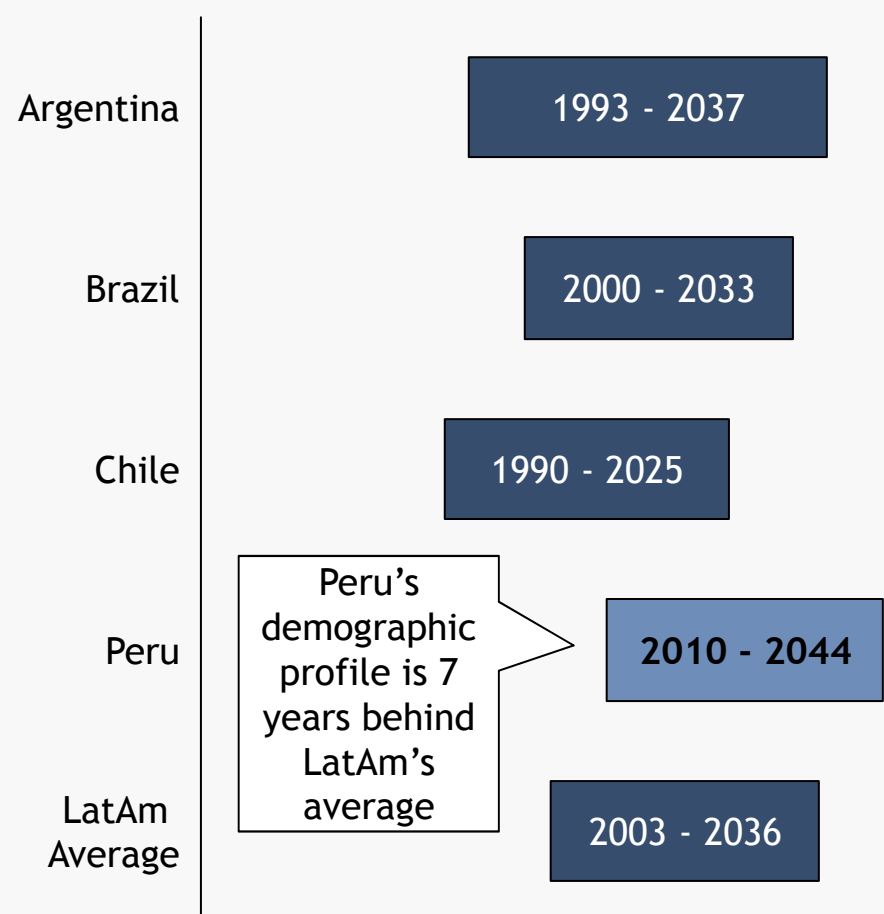 Argentina
1993 - 2037
Brazil
2000 - 2033
Chile
1990 - 2025
Peru’s
demographic
profile is 7
years behind
LatAm’s
average
Peru
2010 - 2044
LatAm
Average
2003 - 2036